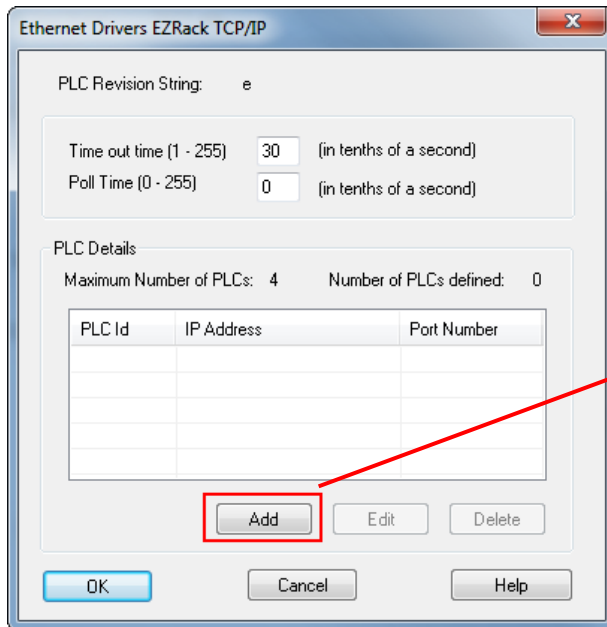 Ethernet Drivers EZRack TCP/IP
PLC Revision String: e
Time out time (1 - 255) 30 (in tenths of a second)
Poll Time (0 - 255) 0 (in tenths of a second)
PLC Details
Maximum Number of PLCs: 4 Number of PLCs defined: 0
PLC Id IP Address Port Number
Add Edit Delete
OK Cancel Help